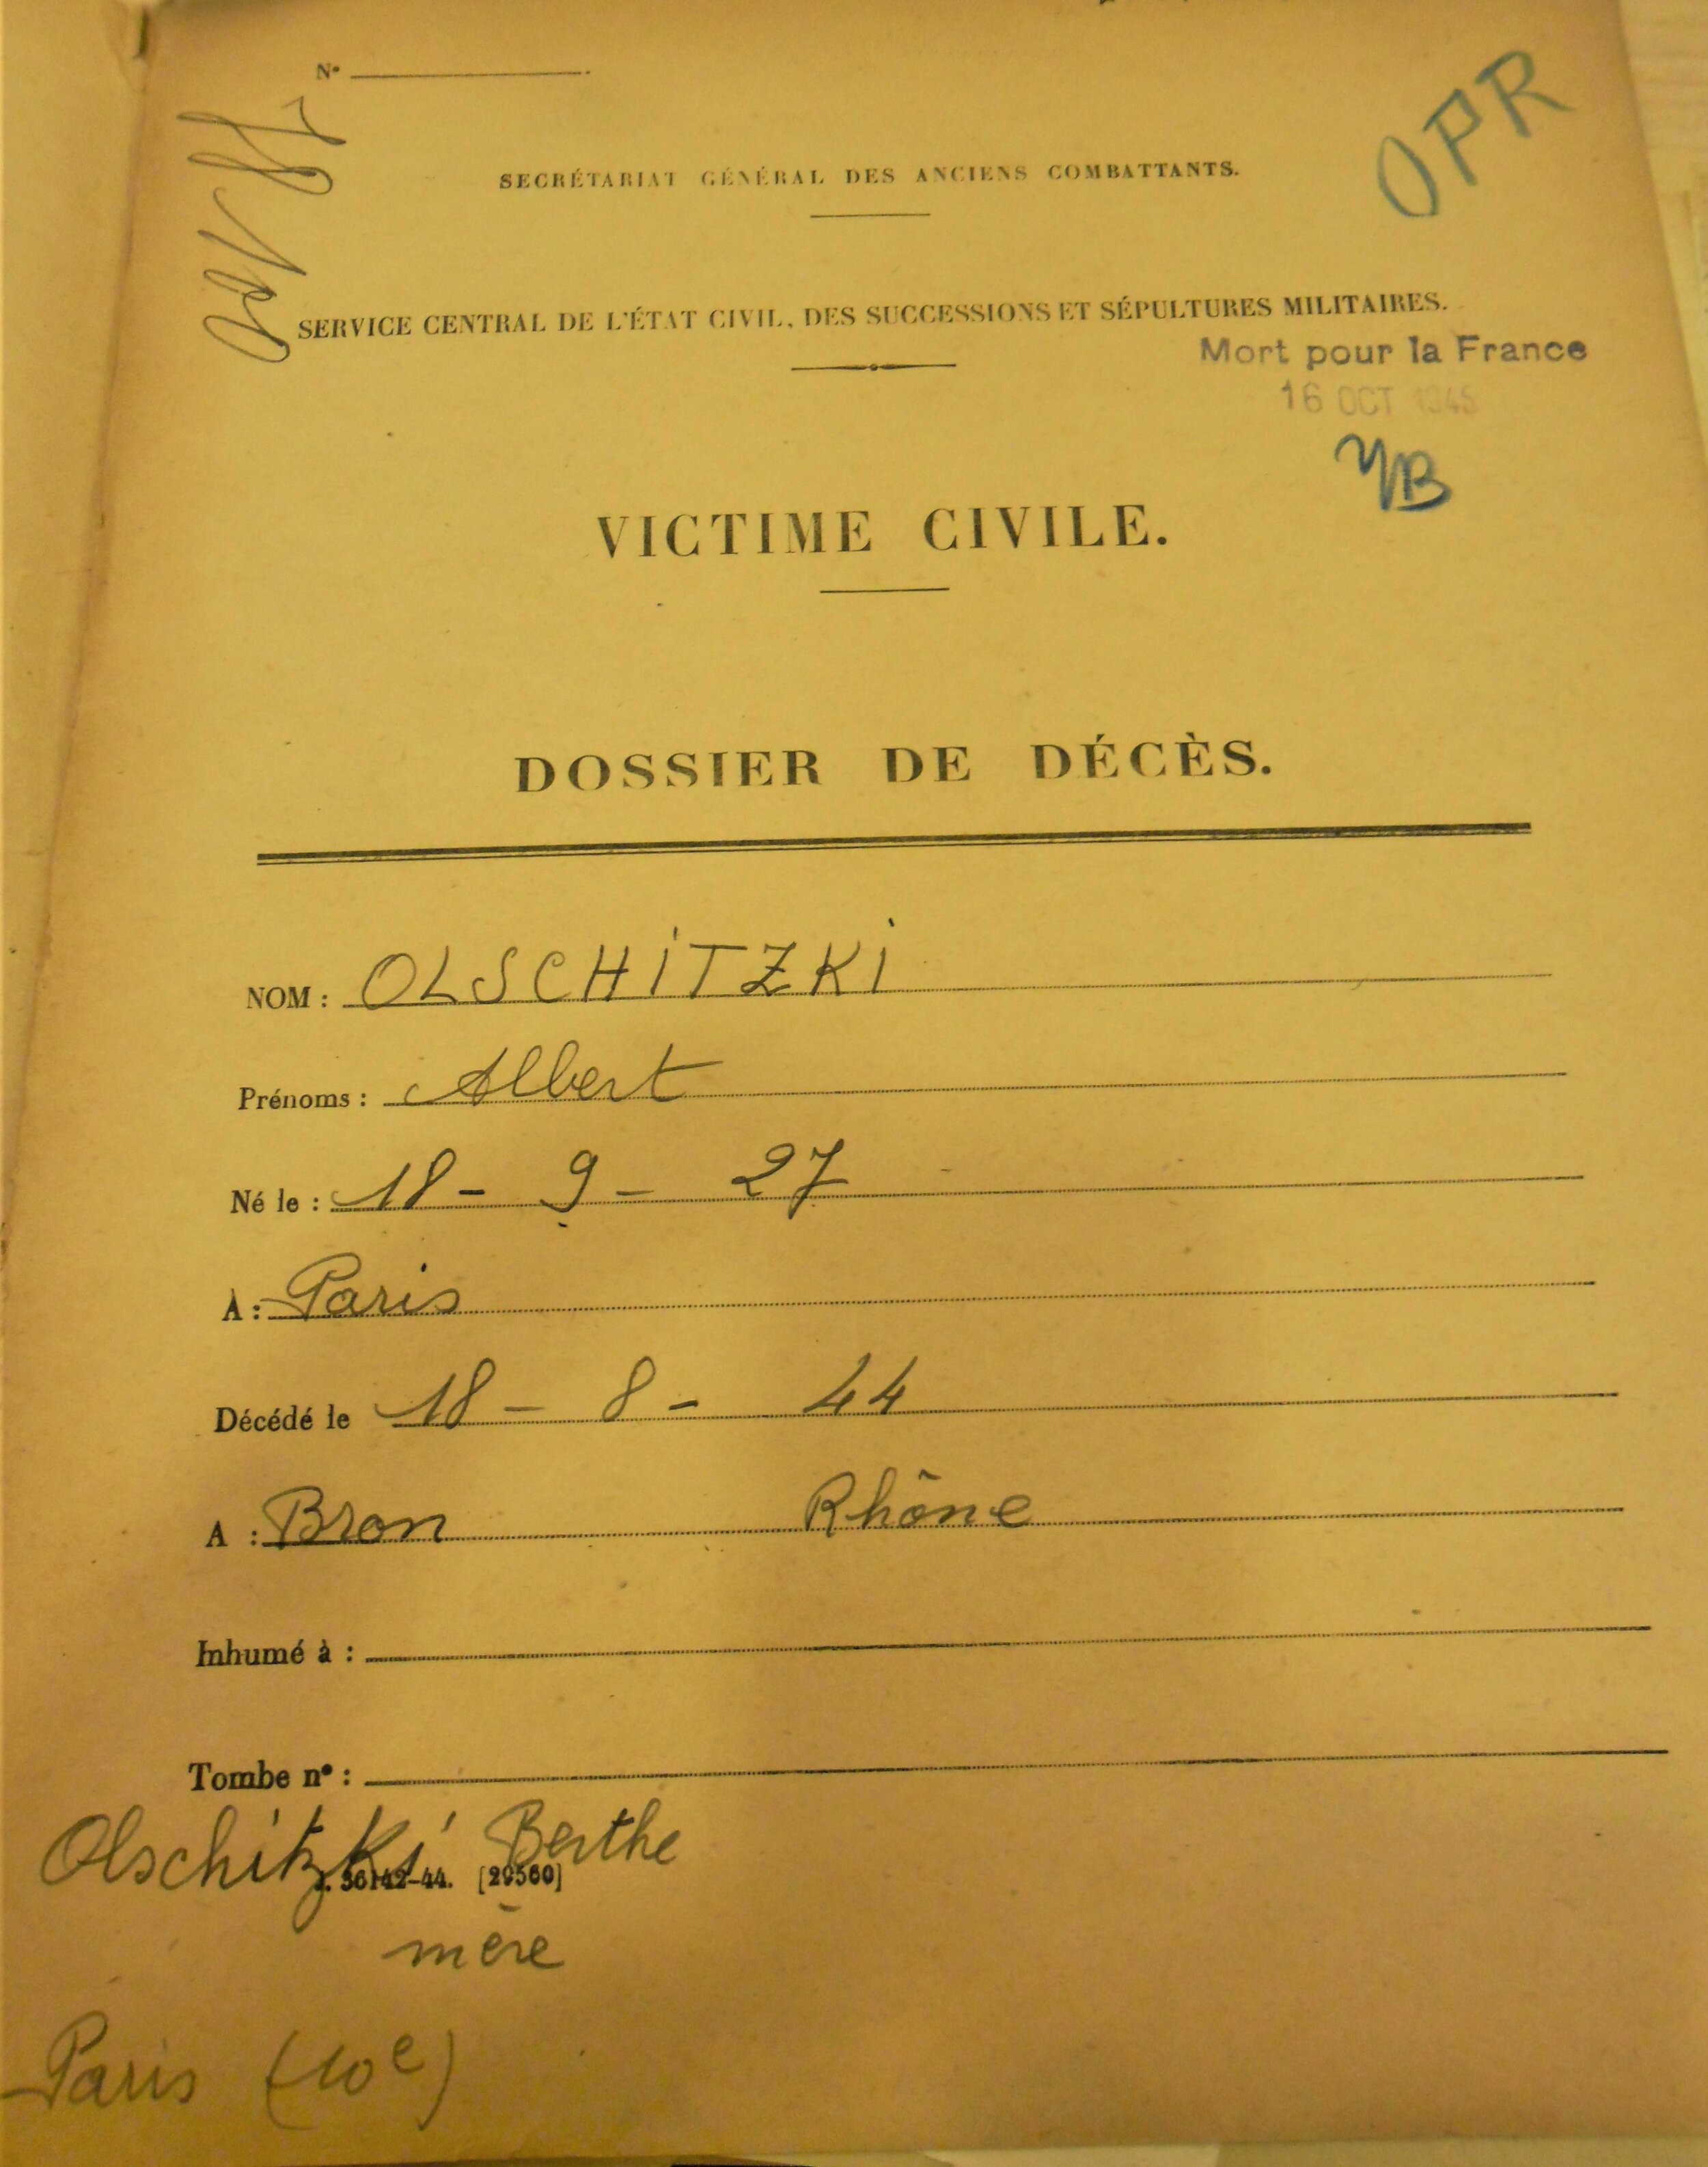 N°
OPR
SECRÉTARIAT GÉNÉRAL DES ANCIENS COMBATTANTS.
SERVICE CENTRAL DE L'ÉTAT CIVIL, DES SUCCESSIONS ET SÉPULTURES MILITAIRES.
Mort pour la France
16 OCT 1945
VICTIME CIVILE.
DOSSIER DE DÉCÈS.
NOM : OLSCHITZKI
Prénoms : Albert
Né le : 18 - 9 - 27
A : Paris
Décédé le 18 - 8 - 44
A : Bron Rhône
Inhumé à :
Tombe n° :
Olschitzki Berthe
36142-44. [29560]
mère
Paris (10e)